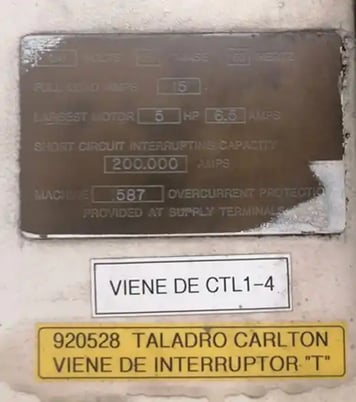 VOLTS PHASE 60 HERTZ
FULL LOAD AMPS 15
LARGEST MOTOR 5 HP 6.5 AMPS
SHORT CIRCUIT INTERRUPTING CAPACITY
200.000 AMPS
MACHINE 587 OVERCURRENT PROTECTION
PROVIDED AT SUPPLY TERMINALS
VIENE DE CTL1-4
920528 TALADRO CARLTON
VIENE DE INTERRUPTOR "T"